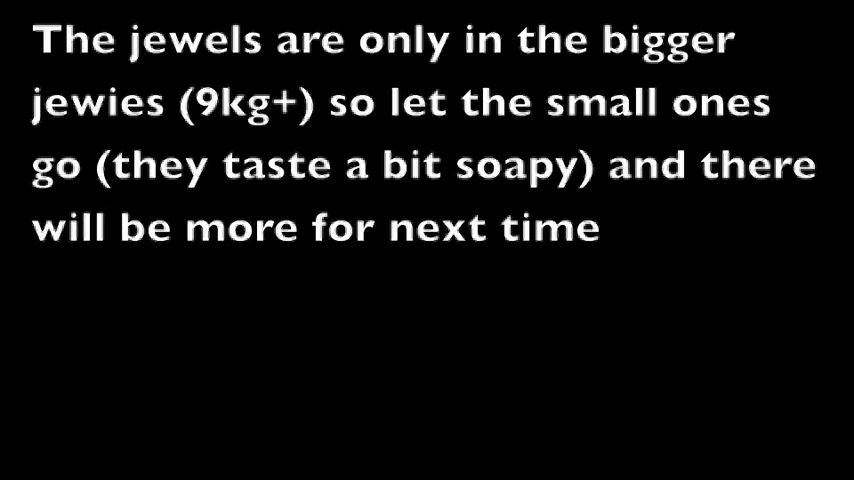 The jewels are only in the bigger
jewies (9kg+) so let the small ones
go (they taste a bit soapy) and there
will be more for next time